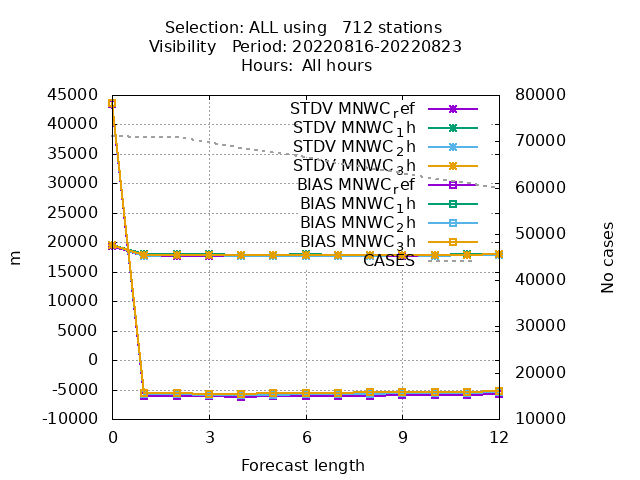 Selection: ALL using   712 stations
Visibility   Period: 20220816-20220823
Hours:  All hours
45000
40000
35000
30000
25000
20000
15000
10000
5000
0
-5000
-10000
80000
70000
60000
50000
40000
30000
20000
10000
STDV MNWC_ref
STDV MNWC_1h
STDV MNWC_2h
STDV MNWC_3h
BIAS MNWC_ref
BIAS MNWC_1h
BIAS MNWC_2h
BIAS MNWC_3h
CASES
m
No cases
0 3 6 9 12
Forecast length